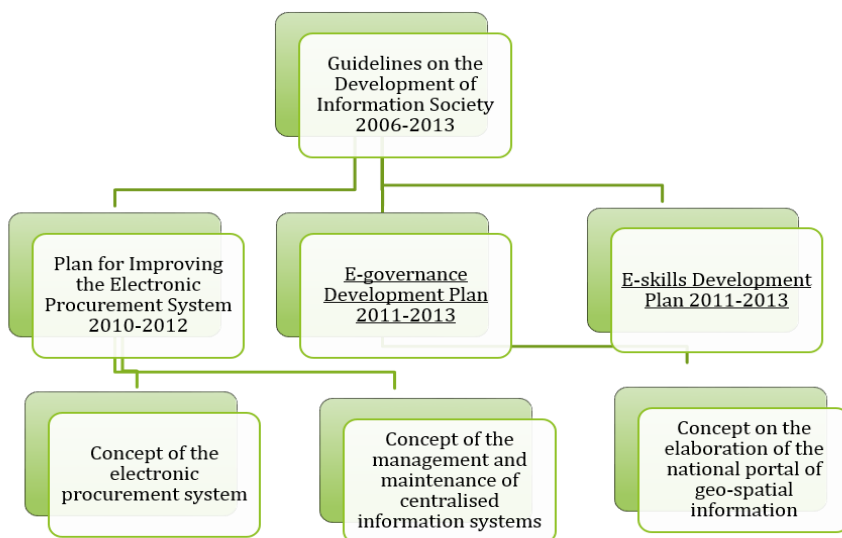 Guidelines on the
Development of
Information Society
2006-2013
Plan for Improving
the Electronic
Procurement System
2010-2012
E-governance
Development Plan
2011-2013
E-skills Development
Plan 2011-2013
Concept of the
electronic
procurement system
Concept of the
management and
maintenance of
centralised
information systems
Concept on the
elaboration of the
national portal of
geo-spatial
information